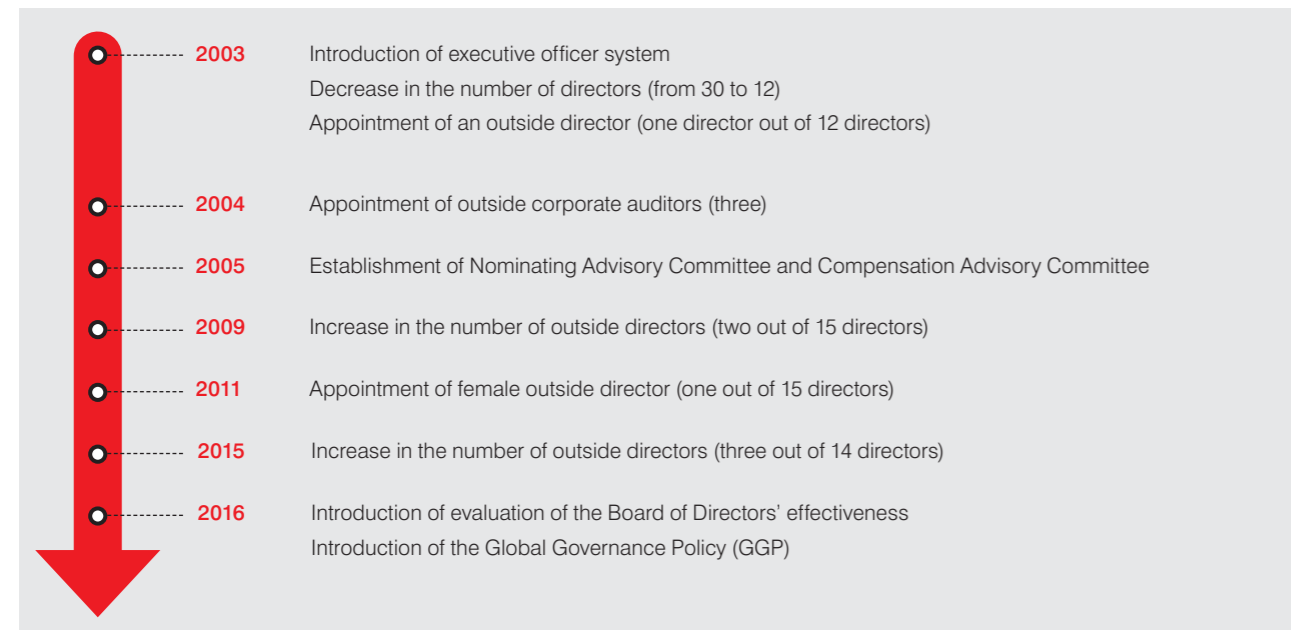 2003 Introduction of executive officer system
Decrease in the number of directors (from 30 to 12)
Appointment of an outside director (one director out of 12 directors)
2004 Appointment of outside corporate auditors (three)
2005 Establishment of Nominating Advisory Committee and Compensation Advisory Committee
2009 Increase in the number of outside directors (two out of 15 directors)
2011 Appointment of female outside director (one out of 15 directors)
2015 Increase in the number of outside directors (three out of 14 directors)
2016 Introduction of evaluation of the Board of Directors’ effectiveness
Introduction of the Global Governance Policy (GGP)